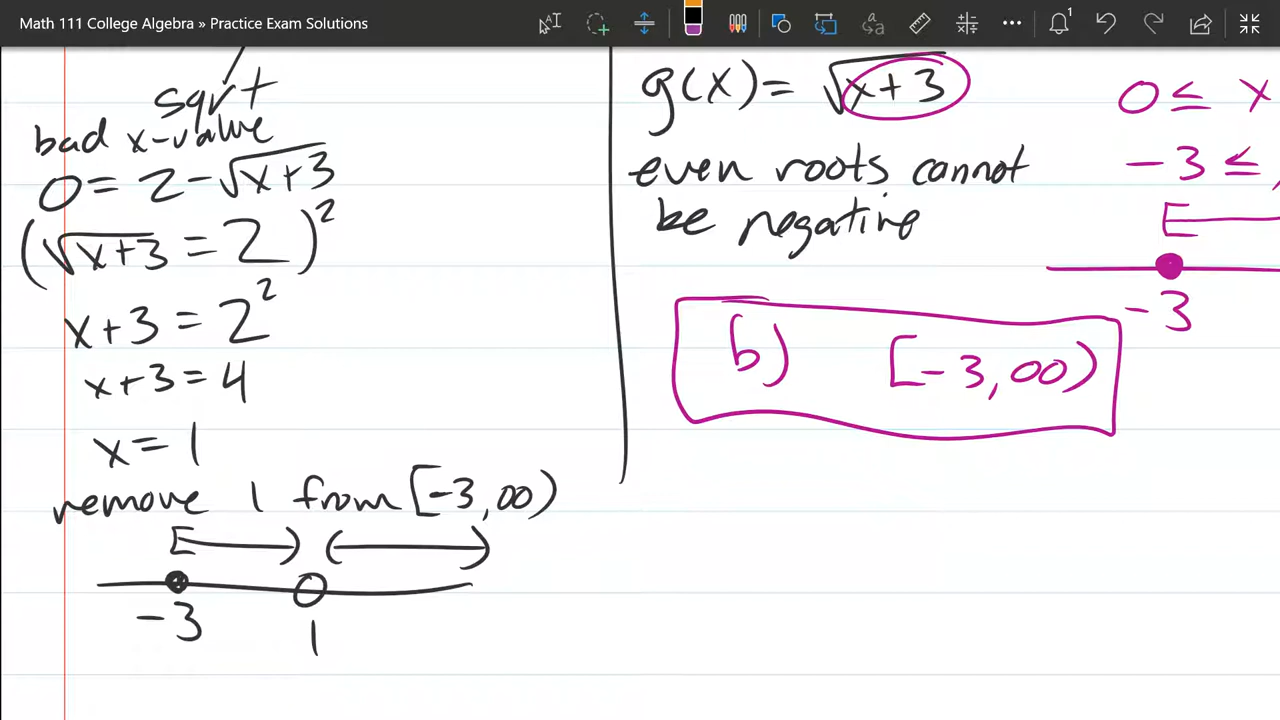 Math 111 College Algebra » Practice Exam Solutions
1
sqrt
bad x-value
0 = 2 - √x+3
(√x+3 = 2)²
x+3 = 2²
x+3 = 4
x = 1
remove 1 from [-3,∞)
[ ) ( )
-3 1
g(x) = √x+3
even roots cannot
be negative
b) [-3,∞)
0 ≤ x
-3 ≤
[
-3